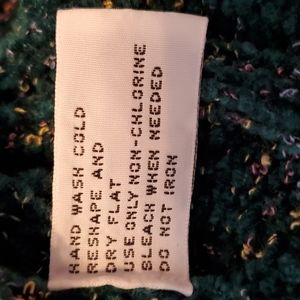 HAND WASH COLD
RESHAPE AND
DRY FLAT
USE ONLY NON-CHLORINE
BLEACH WHEN NEEDED
DO NOT IRON